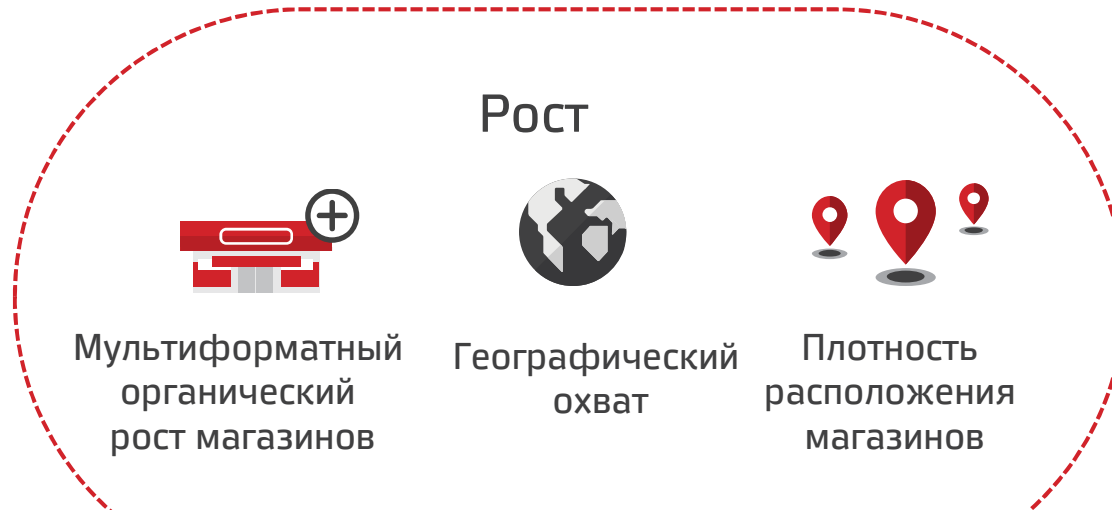 Рост
Мультиформатный
органический
рост магазинов
Географический
охват
Плотность
расположения
магазинов